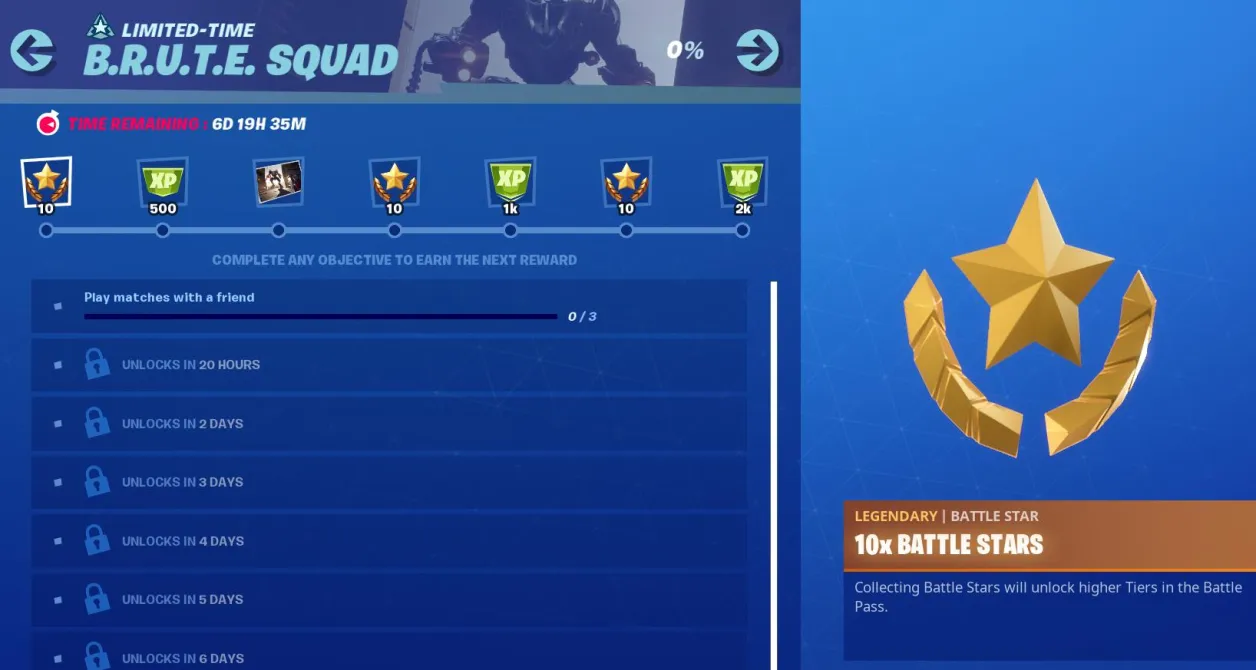 LIMITED-TIME
B.R.U.T.E. SQUAD
0%
TIME REMAINING : 6D 19H 35M
10
XP
500
10
XP
1k
10
XP
2k
COMPLETE ANY OBJECTIVE TO EARN THE NEXT REWARD
Play matches with a friend
0 / 3
UNLOCKS IN 20 HOURS
UNLOCKS IN 2 DAYS
UNLOCKS IN 3 DAYS
UNLOCKS IN 4 DAYS
UNLOCKS IN 5 DAYS
UNLOCKS IN 6 DAYS
LEGENDARY | BATTLE STAR
10x BATTLE STARS
Collecting Battle Stars will unlock higher Tiers in the Battle
Pass.